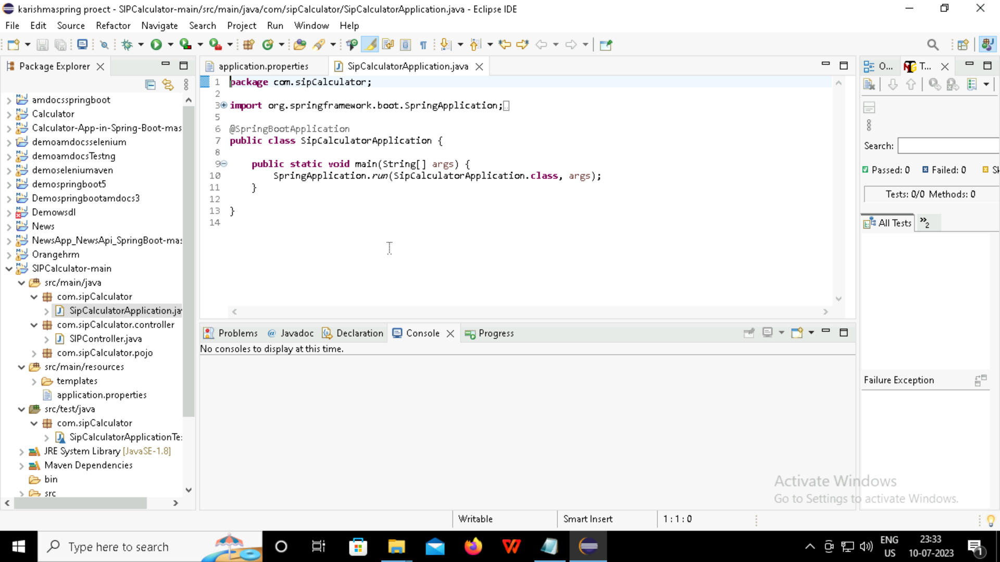 karishmaspring proect - SIPCalculator-main/src/main/java/com/sipCalculator/SipCalculatorApplication.java - Eclipse IDE
File Edit Source Refactor Navigate Search Project Run Window Help
Package Explorer
application.properties
SipCalculatorApplication.java
O...
T...
amdocsspringboot
Calculator
Calculator-App-in-Spring-Boot-mas
demoamdocsselenium
demoamdocsTestng
demoseleniumaven
demospringboot5
Demospringbootamdocs3
Demowsdl
News
NewsApp_NewsApi_SpringBoot-mas
Orangehrm
SIPCalculator-main
src/main/java
com.sipCalculator
SipCalculatorApplication.ja
com.sipCalculator.controller
SIPController.java
com.sipCalculator.pojo
src/main/resources
templates
application.properties
src/test/java
com.sipCalculator
SipCalculatorApplicationTe
JRE System Library [JavaSE-1.8]
Maven Dependencies
bin
src
1 package com.sipCalculator;
2
3 import org.springframework.boot.SpringApplication;
5
6 @SpringBootApplication
7 public class SipCalculatorApplication {
8
9 public static void main(String[] args) {
10 SpringApplication.run(SipCalculatorApplication.class, args);
11 }
12
13 }
14
Problems Javadoc Declaration Console Progress
No consoles to display at this time.
Search:
Passed: 0 Failed: 0 Sk
Tests: 0/0 Methods: 0
All Tests
»2
Failure Exception
Activate Windows
Go to Settings to activate Windows.
Writable Smart Insert 1 : 1 : 0
Type here to search
ENG
US
23:33
10-07-2023
1